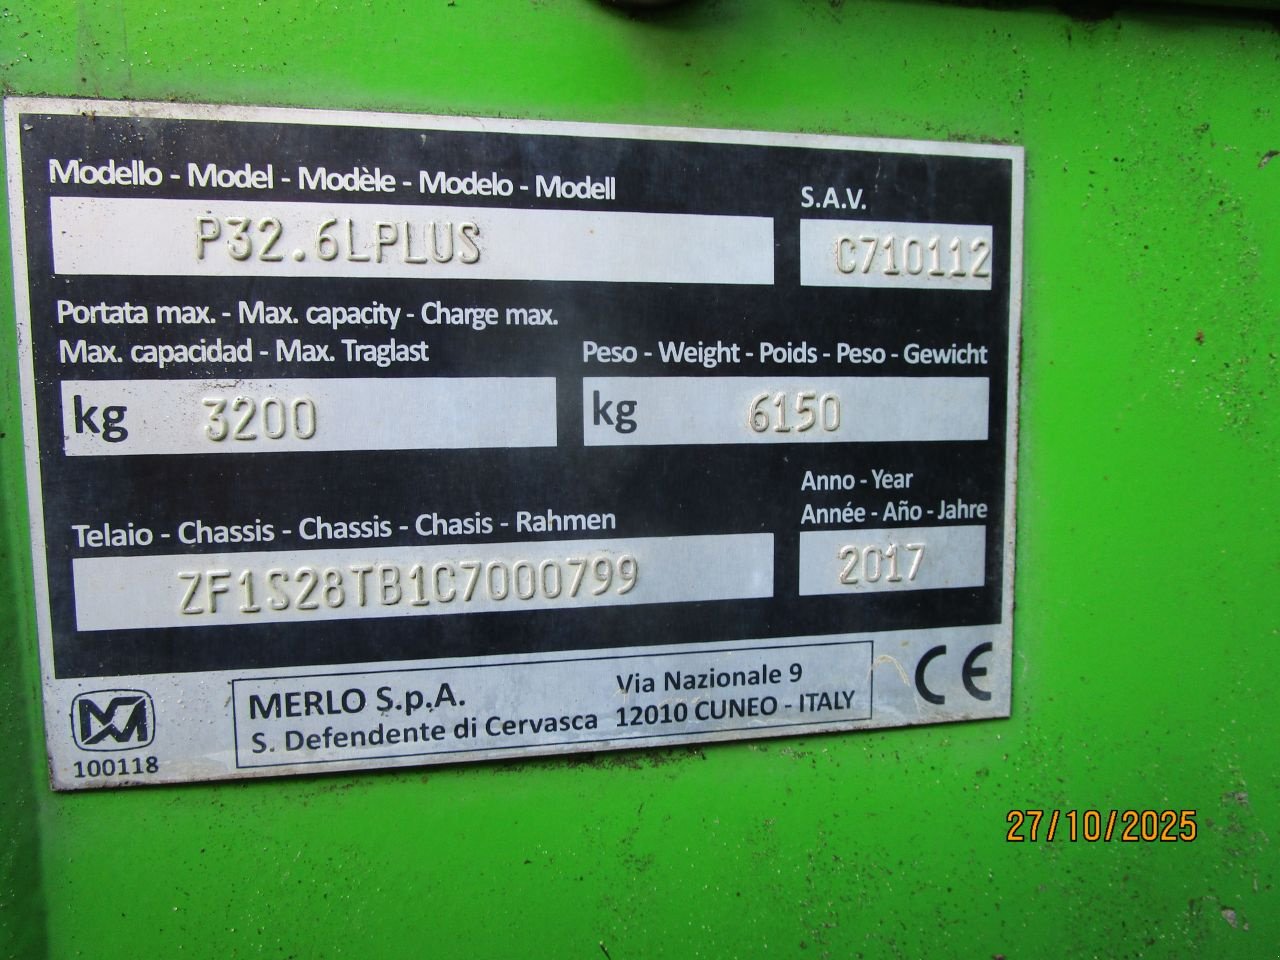 Modello - Model - Modèle - Modelo - Modell
P32.6LPLUS
S.A.V.
C710112
Portata max. - Max. capacity - Charge max.
Max. capacidad - Max. Traglast
kg 3200
Peso - Weight - Poids - Peso - Gewicht
kg 6150
Telaio - Chassis - Chassis - Chasis - Rahmen
ZF1S28TB1C7000799
Anno - Year
Année - Año - Jahre
2017
100118
MERLO S.p.A.
S. Defendente di Cervasca
Via Nazionale 9
12010 CUNEO - ITALY
CE
27/10/2025